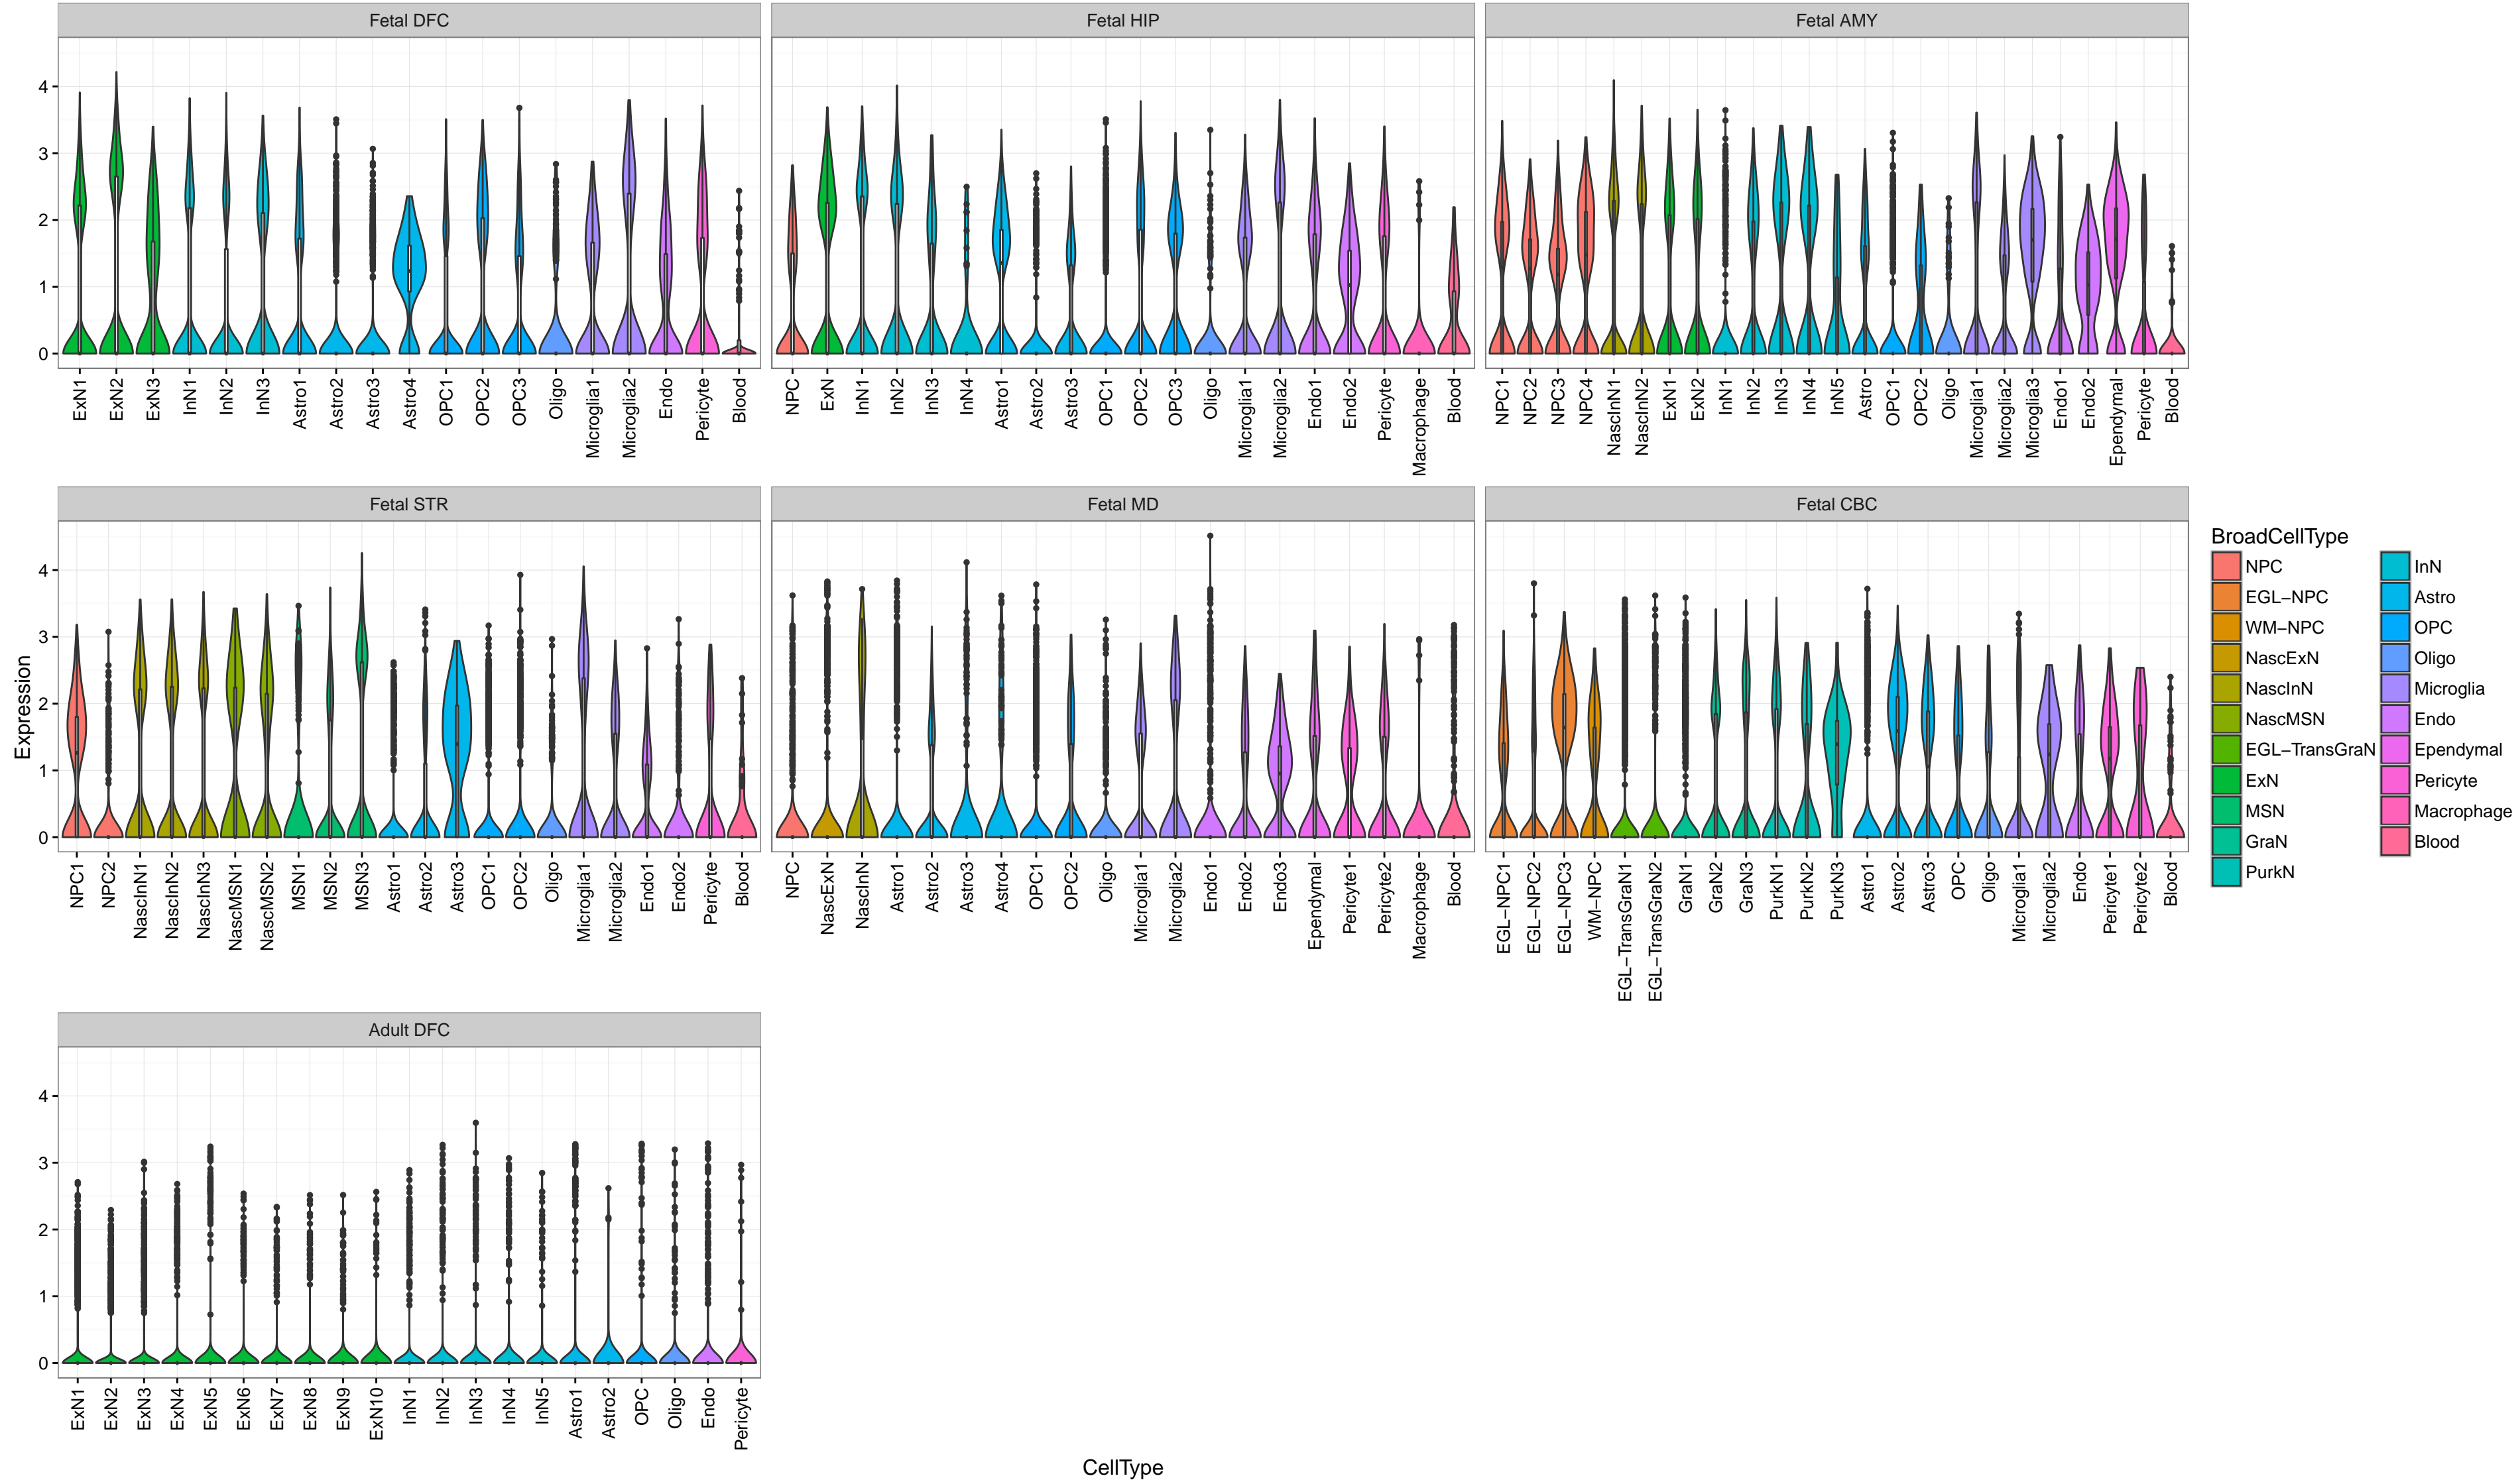 Fetal DFC
Fetal HIP
Fetal AMY
4
3
2
1
0
ExN1 ExN2 ExN3 InN1 InN2 InN3 Astro1 Astro2 Astro3 Astro4 OPC1 OPC2 OPC3 Oligo Microglia1 Microglia2 Endo Pericyte Blood
NPC ExN InN1 InN2 InN3 InN4 Astro1 Astro2 Astro3 OPC1 OPC2 OPC3 Oligo Microglia1 Microglia2 Endo1 Endo2 Pericyte Macrophage Blood
NPC1 NPC2 NPC3 NPC4 NascInN1 NascInN2 ExN1 ExN2 InN1 InN2 InN3 InN4 InN5 Astro OPC1 OPC2 Oligo Microglia1 Microglia2 Microglia3 Endo1 Endo2 Ependymal Pericyte Blood
Fetal STR
Fetal MD
Fetal CBC
Expression
4
3
2
1
0
NPC1 NPC2 NascInN1 NascInN2 NascInN3 NascMSN1 NascMSN2 MSN1 MSN2 MSN3 Astro1 Astro2 Astro3 OPC1 OPC2 Oligo Microglia1 Microglia2 Endo1 Endo2 Pericyte Blood
NPC NascExN NascInN Astro1 Astro2 Astro3 Astro4 OPC1 OPC2 Oligo Microglia1 Microglia2 Endo1 Endo2 Endo3 Ependymal Pericyte1 Pericyte2 Macrophage Blood
EGL−NPC1 EGL−NPC2 EGL−NPC3 WM−NPC EGL−TransGraN1 EGL−TransGraN2 GraN1 GraN2 GraN3 PurkN1 PurkN2 PurkN3 Astro1 Astro2 Astro3 OPC Oligo Microglia1 Microglia2 Endo Pericyte1 Pericyte2 Blood
BroadCellType
NPC
EGL−NPC
WM−NPC
NascExN
NascInN
NascMSN
EGL−TransGraN
ExN
MSN
GraN
PurkN
InN
Astro
OPC
Oligo
Microglia
Endo
Ependymal
Pericyte
Macrophage
Blood
Adult DFC
4
3
2
1
0
ExN1 ExN2 ExN3 ExN4 ExN5 ExN6 ExN7 ExN8 ExN9 ExN10 InN1 InN2 InN3 InN4 InN5 Astro1 Astro2 OPC Oligo Endo Pericyte
CellType